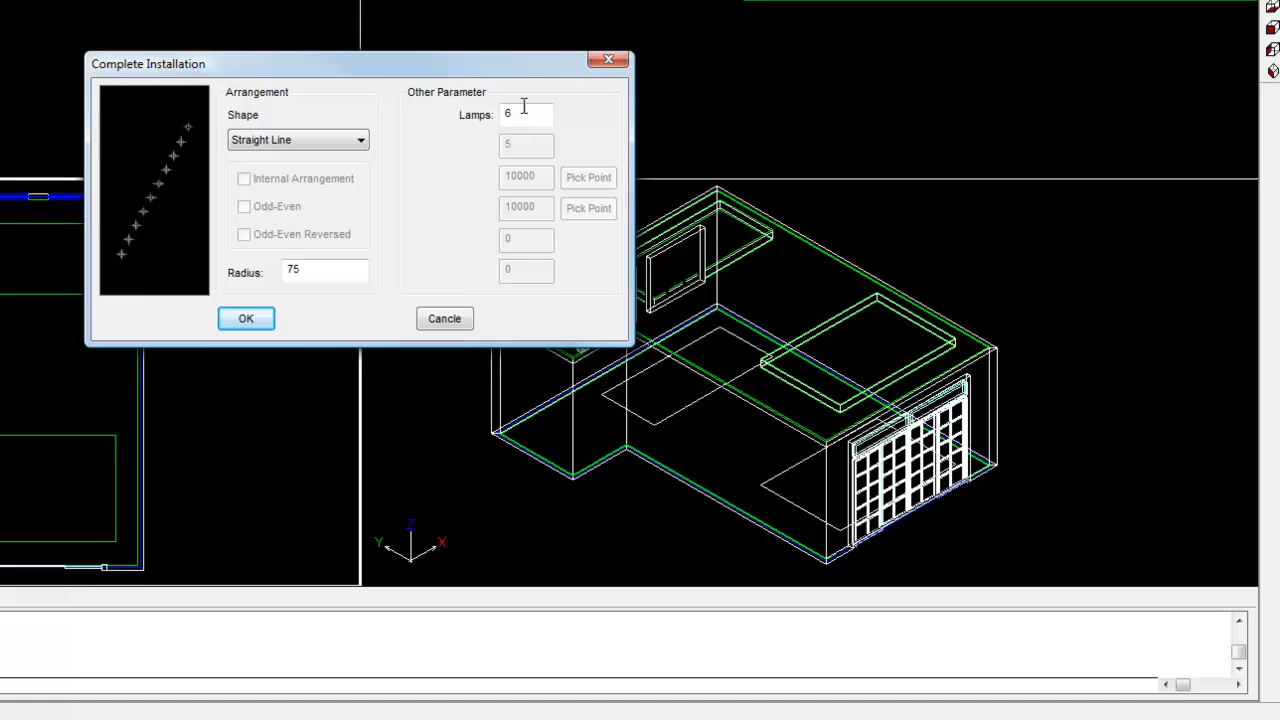 Complete Installation
Arrangement
Other Parameter
Shape
Lamps: 6
Straight Line
5
Internal Arrangement
10000 Pick Point
Odd-Even
10000 Pick Point
Odd-Even Reversed
0
Radius: 75
0
OK
Cancle
Z
Y
X